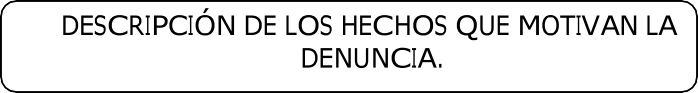 DESCRIPCIÓN DE LOS HECHOS QUE MOTIVAN LA
DENUNCIA.